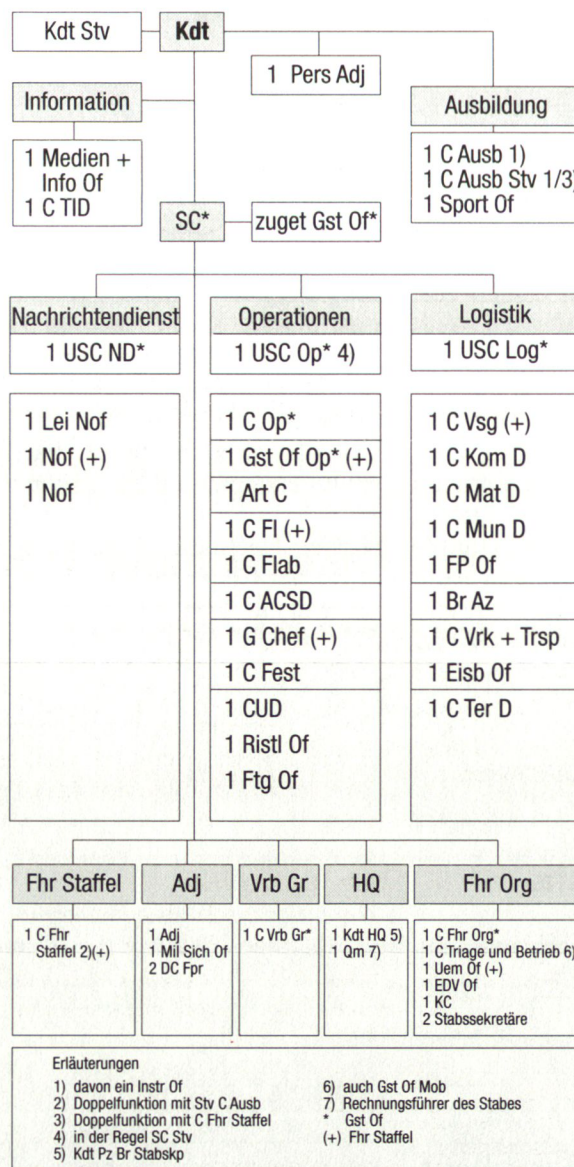 Kdt Stv
Kdt
1 Pers Adj
Information
1 Medien +
Info Of
1 C TID
Ausbildung
1 C Ausb 1)
1 C Ausb Stv 1/3)
1 Sport Of
SC*
zuget Gst Of*
Nachrichtendienst
1 USC ND*
Operationen
1 USC Op* 4)
Logistik
1 USC Log*
1 Lei Nof
1 Nof (+)
1 Nof
1 C Op*
1 Gst Of Op* (+)
1 Art C
1 C Fl (+)
1 C Flab
1 C ACSD
1 G Chef (+)
1 C Fest
1 CUD
1 Ristl Of
1 Ftg Of
1 C Vsg (+)
1 C Kom D
1 C Mat D
1 C Mun D
1 FP Of
1 Br Az
1 C Vrk + Trsp
1 Eisb Of
1 C Ter D
Fhr Staffel
1 C Fhr
Staffel 2)(+)
Adj
1 Adj
1 Mil Sich Of
2 DC Fpr
Vrb Gr
1 C Vrb Gr*
HQ
1 Kdt HQ 5)
1 Qm 7)
Fhr Org
1 C Fhr Org*
1 C Triage und Betrieb 6)
1 Uem Of (+)
1 EDV Of
1 KC
2 Stabssekretäre
Erläuterungen
1) davon ein Instr Of
2) Doppelfunktion mit Stv C Ausb
3) Doppelfunktion mit C Fhr Staffel
4) in der Regel SC Stv
5) Kdt Pz Br Stabskp
6) auch Gst Of Mob
7) Rechnungsführer des Stabes
* Gst Of
(+) Fhr Staffel